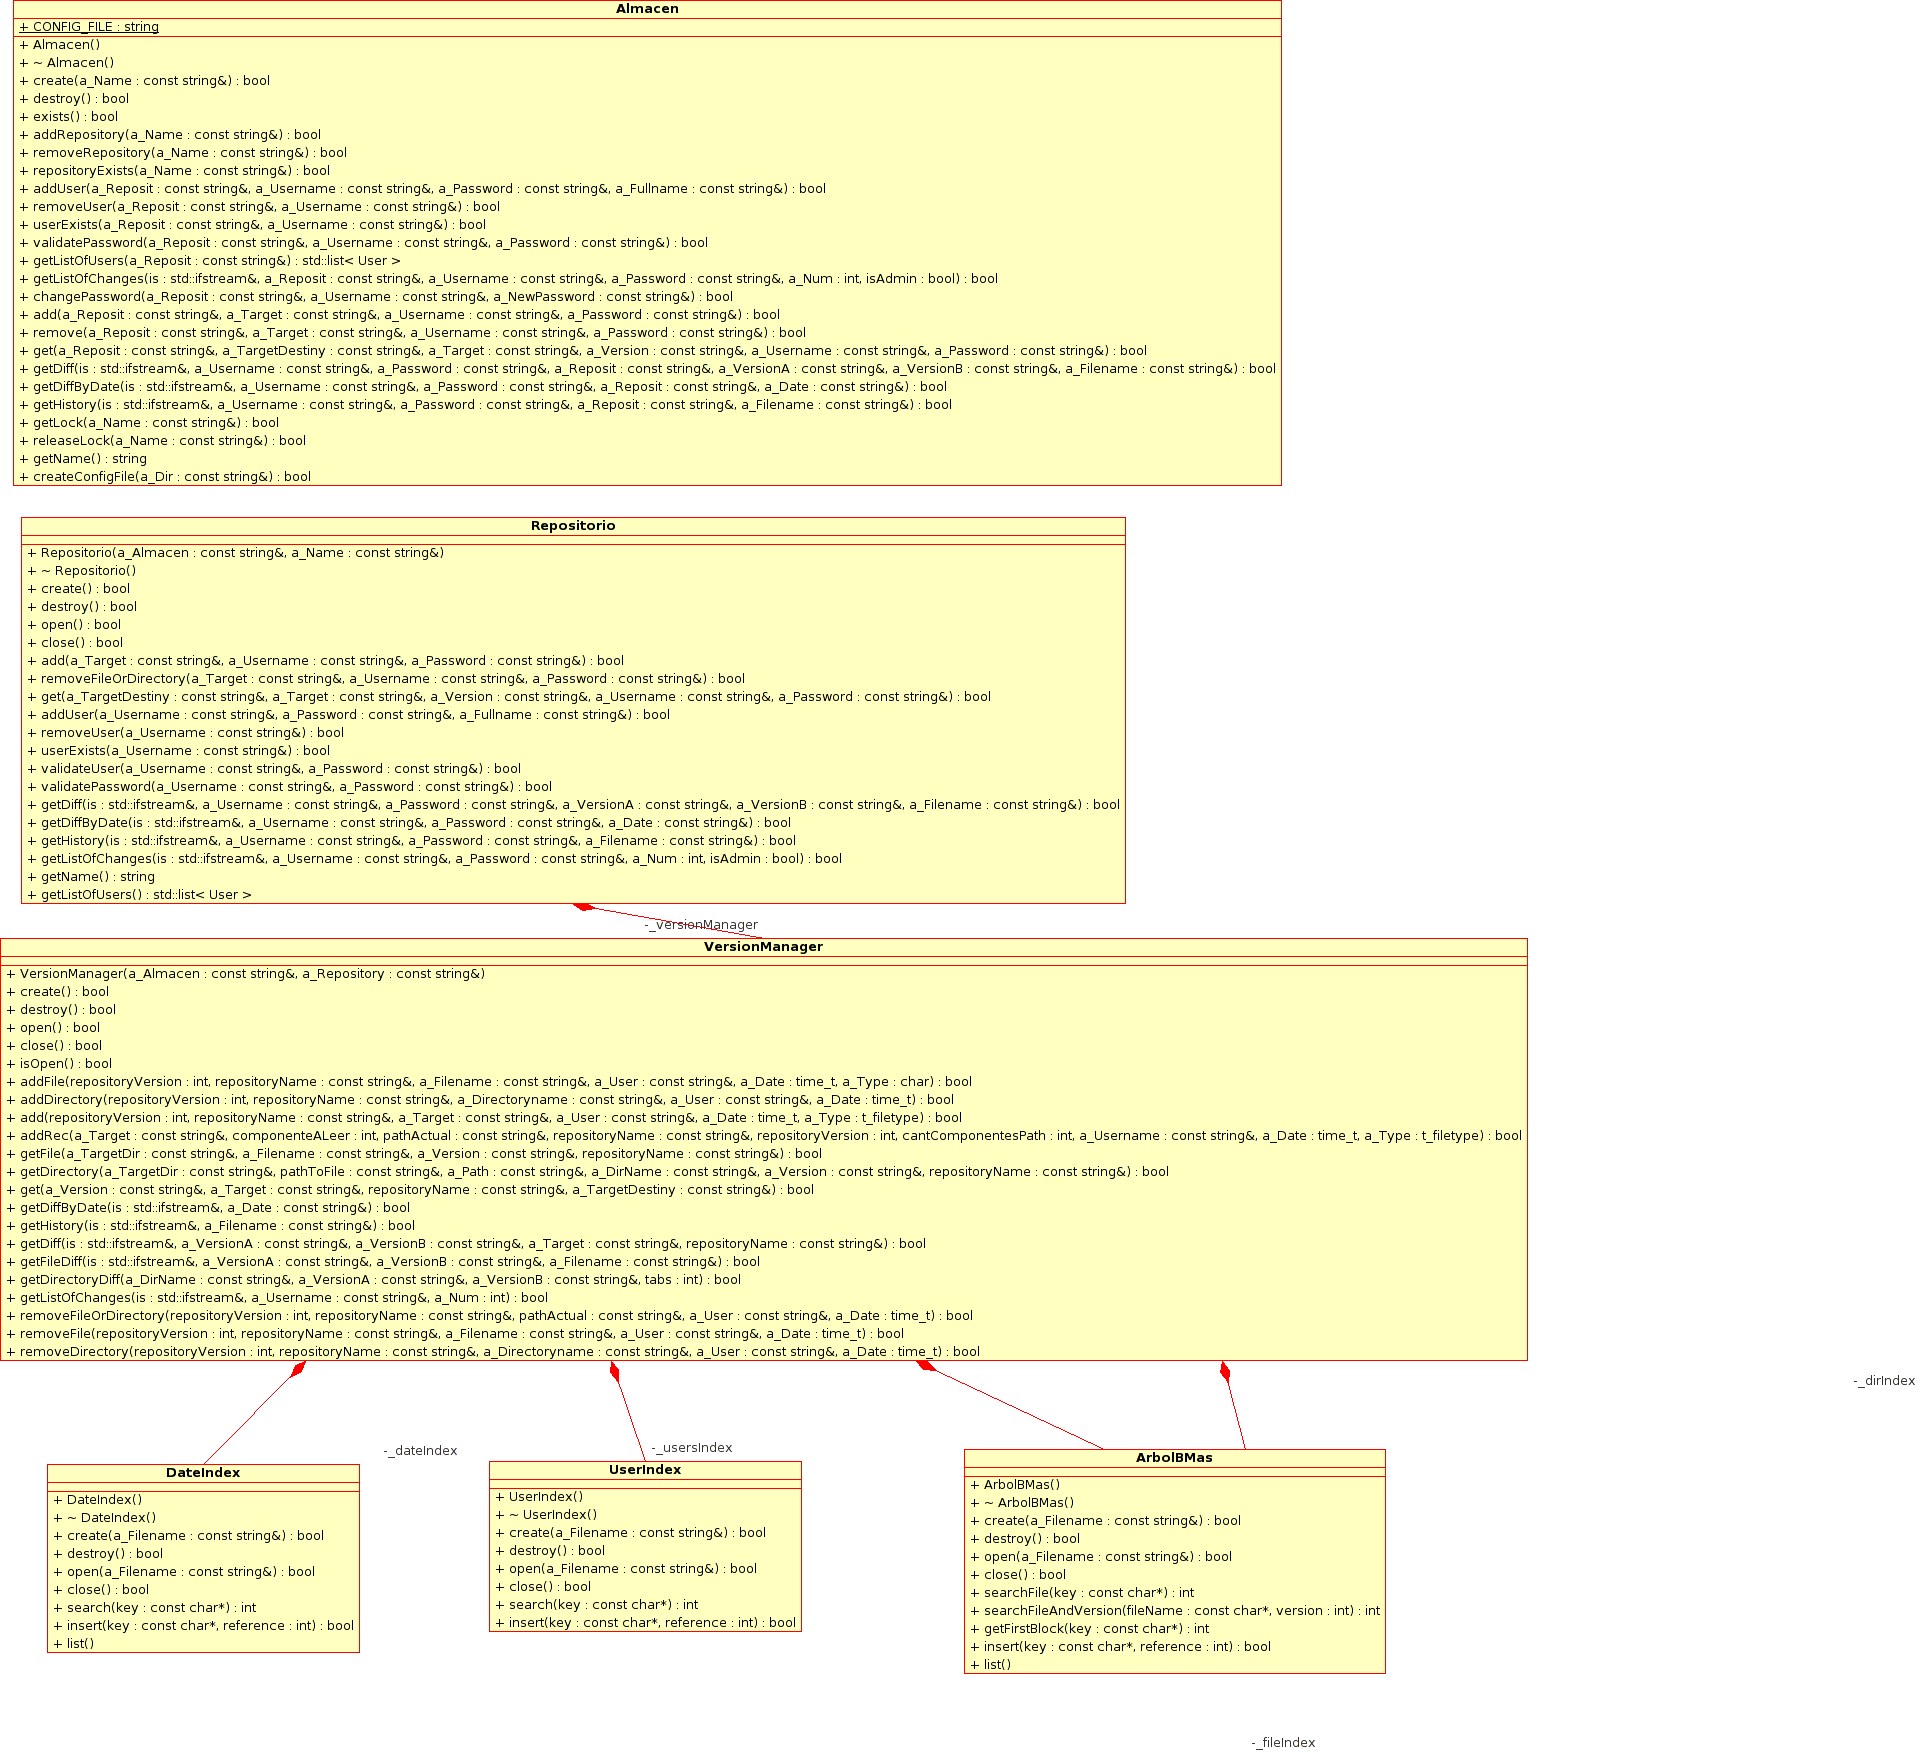 Almacen
+ CONFIG_FILE : string
+ Almacen()
+ ~ Almacen()
+ create(a_Name : const string&) : bool
+ destroy() : bool
+ exists() : bool
+ addRepository(a_Name : const string&) : bool
+ removeRepository(a_Name : const string&) : bool
+ repositoryExists(a_Name : const string&) : bool
+ addUser(a_Reposit : const string&, a_Username : const string&, a_Password : const string&, a_Fullname : const string&) : bool
+ removeUser(a_Reposit : const string&, a_Username : const string&) : bool
+ userExists(a_Reposit : const string&, a_Username : const string&) : bool
+ validatePassword(a_Reposit : const string&, a_Username : const string&, a_Password : const string&) : bool
+ getListOfUsers(a_Reposit : const string&) : std::list< User >
+ getListOfChanges(is : std::ifstream&, a_Reposit : const string&, a_Username : const string&, a_Password : const string&, a_Num : int, isAdmin : bool) : bool
+ changePassword(a_Reposit : const string&, a_Username : const string&, a_NewPassword : const string&) : bool
+ add(a_Reposit : const string&, a_Target : const string&, a_Username : const string&, a_Password : const string&) : bool
+ remove(a_Reposit : const string&, a_Target : const string&, a_Username : const string&, a_Password : const string&) : bool
+ get(a_Reposit : const string&, a_TargetDestiny : const string&, a_Target : const string&, a_Version : const string&, a_Username : const string&, a_Password : const string&) : bool
+ getDiff(is : std::ifstream&, a_Username : const string&, a_Password : const string&, a_Reposit : const string&, a_VersionA : const string&, a_VersionB : const string&, a_Filename : const string&) : bool
+ getDiffByDate(is : std::ifstream&, a_Username : const string&, a_Password : const string&, a_Reposit : const string&, a_Date : const string&) : bool
+ getHistory(is : std::ifstream&, a_Username : const string&, a_Password : const string&, a_Reposit : const string&, a_Filename : const string&) : bool
+ getLock(a_Name : const string&) : bool
+ releaseLock(a_Name : const string&) : bool
+ getName() : string
+ createConfigFile(a_Dir : const string&) : bool
Repositorio
+ Repositorio(a_Almacen : const string&, a_Name : const string&)
+ ~ Repositorio()
+ create() : bool
+ destroy() : bool
+ open() : bool
+ close() : bool
+ add(a_Target : const string&, a_Username : const string&, a_Password : const string&) : bool
+ removeFileOrDirectory(a_Target : const string&, a_Username : const string&, a_Password : const string&) : bool
+ get(a_TargetDestiny : const string&, a_Target : const string&, a_Version : const string&, a_Username : const string&, a_Password : const string&) : bool
+ addUser(a_Username : const string&, a_Password : const string&, a_Fullname : const string&) : bool
+ removeUser(a_Username : const string&) : bool
+ userExists(a_Username : const string&) : bool
+ validateUser(a_Username : const string&, a_Password : const string&) : bool
+ validatePassword(a_Username : const string&, a_Password : const string&) : bool
+ getDiff(is : std::ifstream&, a_Username : const string&, a_Password : const string&, a_VersionA : const string&, a_VersionB : const string&, a_Filename : const string&) : bool
+ getDiffByDate(is : std::ifstream&, a_Username : const string&, a_Password : const string&, a_Date : const string&) : bool
+ getHistory(is : std::ifstream&, a_Username : const string&, a_Password : const string&, a_Filename : const string&) : bool
+ getListOfChanges(is : std::ifstream&, a_Username : const string&, a_Password : const string&, a_Num : int, isAdmin : bool) : bool
+ getName() : string
+ getListOfUsers() : std::list< User >
-_versionManager
VersionManager
+ VersionManager(a_Almacen : const string&, a_Repository : const string&)
+ create() : bool
+ destroy() : bool
+ open() : bool
+ close() : bool
+ isOpen() : bool
+ addFile(repositoryVersion : int, repositoryName : const string&, a_Filename : const string&, a_User : const string&, a_Date : time_t, a_Type : char) : bool
+ addDirectory(repositoryVersion : int, repositoryName : const string&, a_Directoryname : const string&, a_User : const string&, a_Date : time_t) : bool
+ add(repositoryVersion : int, repositoryName : const string&, a_Target : const string&, a_User : const string&, a_Date : time_t, a_Type : t_filetype) : bool
+ addRec(a_Target : const string&, componenteALeer : int, pathActual : const string&, repositoryName : const string&, repositoryVersion : int, cantComponentesPath : int, a_Username : const string&, a_Date : time_t, a_Type : t_filetype) : bool
+ getFile(a_TargetDir : const string&, a_Filename : const string&, a_Version : const string&, repositoryName : const string&) : bool
+ getDirectory(a_TargetDir : const string&, pathToFile : const string&, a_Path : const string&, a_DirName : const string&, a_Version : const string&, repositoryName : const string&) : bool
+ get(a_Version : const string&, a_Target : const string&, repositoryName : const string&, a_TargetDestiny : const string&) : bool
+ getDiffByDate(is : std::ifstream&, a_Date : const string&) : bool
+ getHistory(is : std::ifstream&, a_Filename : const string&) : bool
+ getDiff(is : std::ifstream&, a_VersionA : const string&, a_VersionB : const string&, a_Target : const string&, repositoryName : const string&) : bool
+ getFileDiff(is : std::ifstream&, a_VersionA : const string&, a_VersionB : const string&, a_Filename : const string&) : bool
+ getDirectoryDiff(a_DirName : const string&, a_VersionA : const string&, a_VersionB : const string&, tabs : int) : bool
+ getListOfChanges(is : std::ifstream&, a_Username : const string&, a_Num : int) : bool
+ removeFileOrDirectory(repositoryVersion : int, repositoryName : const string&, pathActual : const string&, a_User : const string&, a_Date : time_t) : bool
+ removeFile(repositoryVersion : int, repositoryName : const string&, a_Filename : const string&, a_User : const string&, a_Date : time_t) : bool
+ removeDirectory(repositoryVersion : int, repositoryName : const string&, a_Directoryname : const string&, a_User : const string&, a_Date : time_t) : bool
-_dirIndex
-_dateIndex
-_usersIndex
DateIndex
+ DateIndex()
+ ~ DateIndex()
+ create(a_Filename : const string&) : bool
+ destroy() : bool
+ open(a_Filename : const string&) : bool
+ close() : bool
+ search(key : const char*) : int
+ insert(key : const char*, reference : int) : bool
+ list()
UserIndex
+ UserIndex()
+ ~ UserIndex()
+ create(a_Filename : const string&) : bool
+ destroy() : bool
+ open(a_Filename : const string&) : bool
+ close() : bool
+ search(key : const char*) : int
+ insert(key : const char*, reference : int) : bool
ArbolBMas
+ ArbolBMas()
+ ~ ArbolBMas()
+ create(a_Filename : const string&) : bool
+ destroy() : bool
+ open(a_Filename : const string&) : bool
+ close() : bool
+ searchFile(key : const char*) : int
+ searchFileAndVersion(fileName : const char*, version : int) : int
+ getFirstBlock(key : const char*) : int
+ insert(key : const char*, reference : int) : bool
+ list()
-_fileIndex